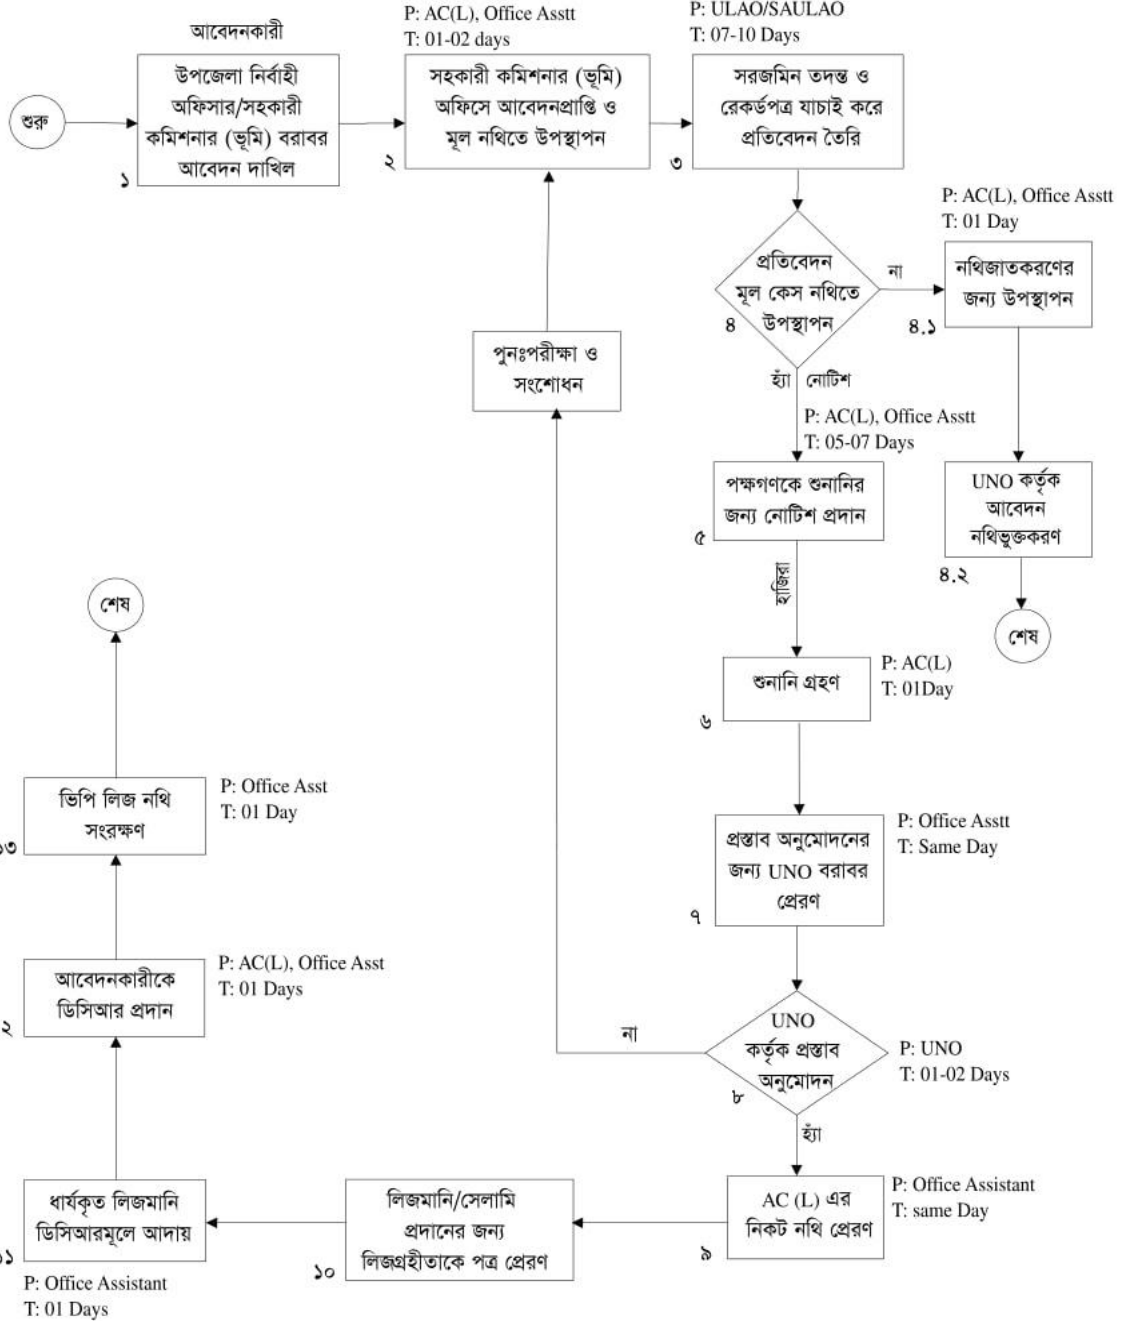 আবেদনকারী
P: AC(L), Office Asstt
T: 01-02 days
P: ULAO/SAULAO
T: 07-10 Days
শুরু
উপজেলা নির্বাহী
অফিসার/সহকারী
কমিশনার (ভূমি) বরাবর
আবেদন দাখিল
১
সহকারী কমিশনার (ভূমি)
অফিসে আবেদনপ্রাপ্তি ও
মূল নথিতে উপস্থাপন
২
সরজমিন তদন্ত ও
রেকর্ডপত্র যাচাই করে
প্রতিবেদন তৈরি
৩
প্রতিবেদন
মূল কেস নথিতে
উপস্থাপন
৪
না
P: AC(L), Office Asstt
T: 01 Day
নথিজাতকরণের
জন্য উপস্থাপন
৪.১
হ্যাঁ নোটিশ
P: AC(L), Office Asstt
T: 05-07 Days
পুনঃপরীক্ষা ও
সংশোধন
পক্ষগণকে শুনানির
জন্য নোটিশ প্রদান
৫
UNO কর্তৃক
আবেদন
নথিভুক্তকরণ
৪.২
শেষ
হাজিরা
শুনানি গ্রহণ
৬
P: AC(L)
T: 01Day
প্রস্তাব অনুমোদনের
জন্য UNO বরাবর
প্রেরণ
৭
P: Office Asstt
T: Same Day
UNO
কর্তৃক প্রস্তাব
অনুমোদন
৮
না
P: UNO
T: 01-02 Days
হ্যাঁ
AC (L) এর
নিকট নথি প্রেরণ
৯
P: Office Assistant
T: same Day
লিজমানি/সেলামি
প্রদানের জন্য
লিজগ্রহীতাকে পত্র প্রেরণ
১০
ধার্যকৃত লিজমানি
ডিসিআরমূলে আদায়
১১
P: Office Assistant
T: 01 Days
আবেদনকারীকে
ডিসিআর প্রদান
২
P: AC(L), Office Asst
T: 01 Days
ভিপি লিজ নথি
সংরক্ষণ
১৩
P: Office Asst
T: 01 Day
শেষ